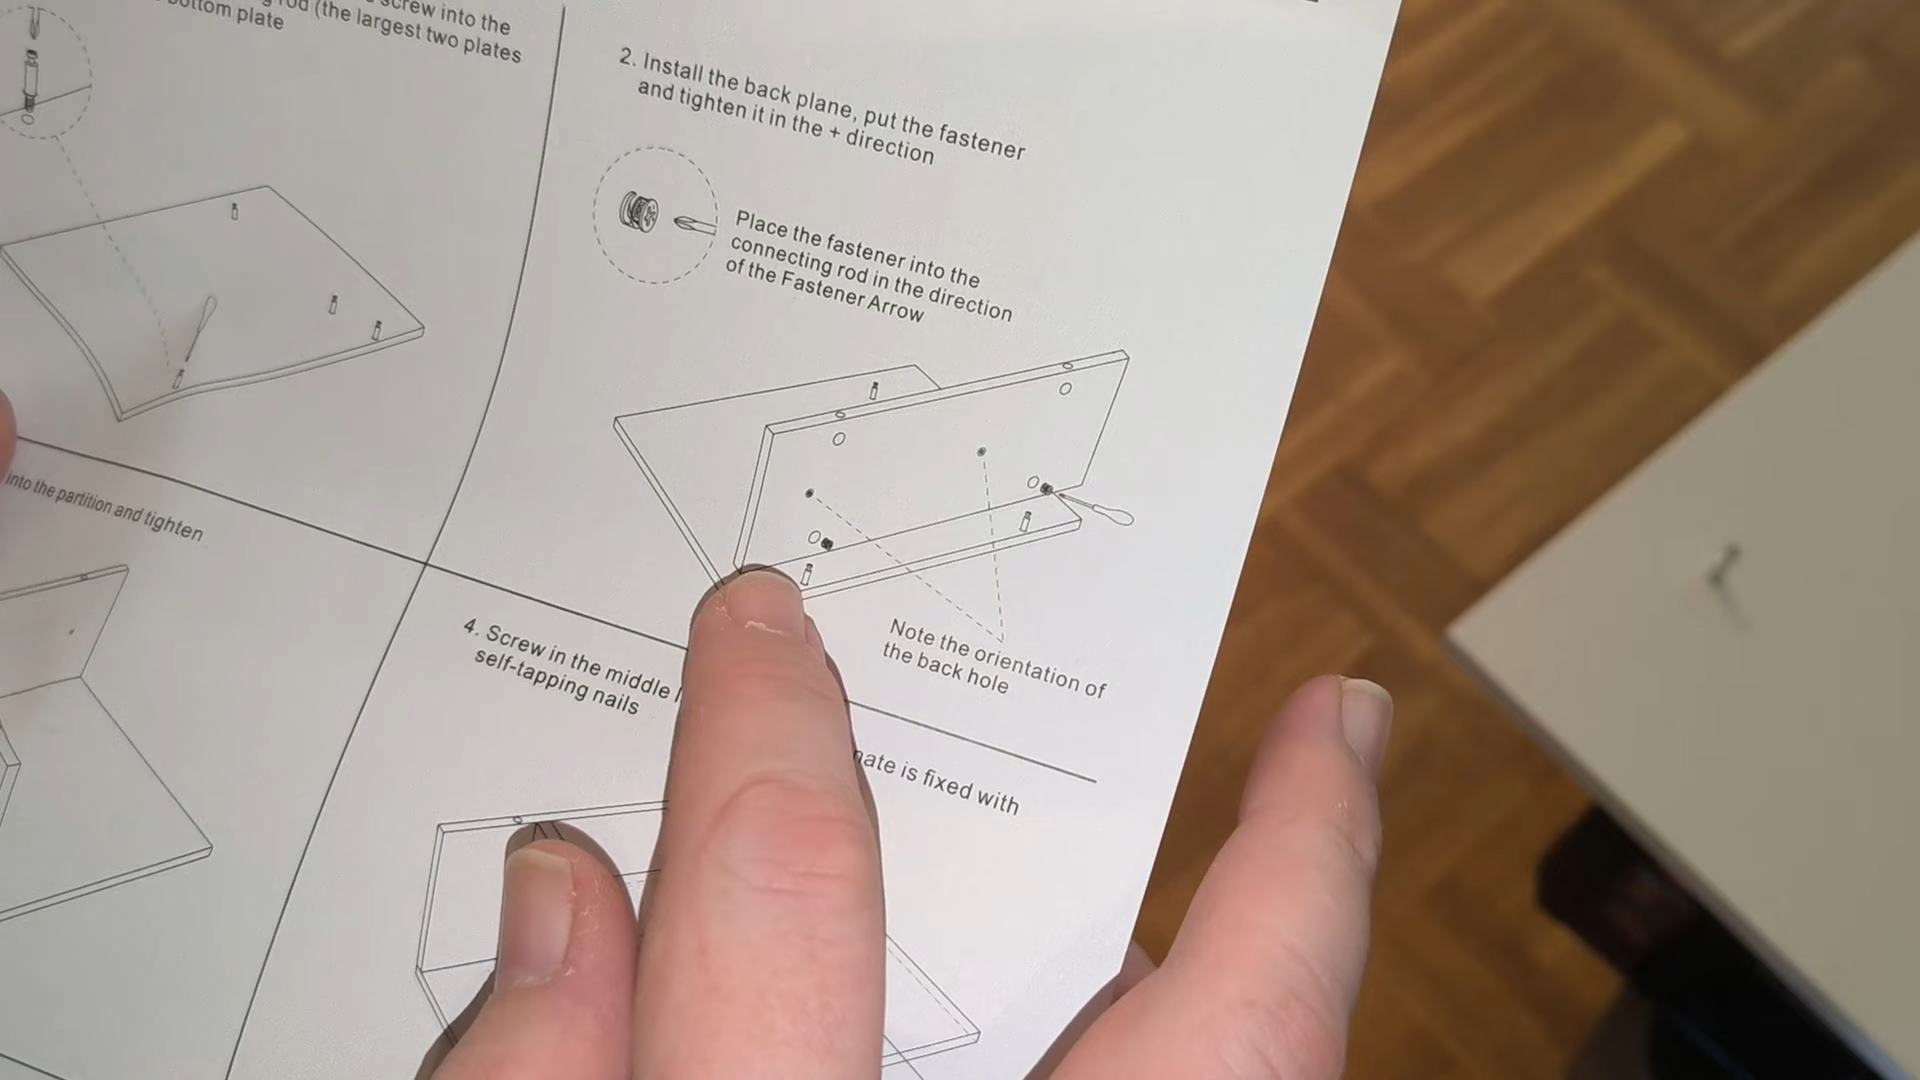 screw into the
rod (the largest two plates
bottom plate
2. Install the back plane, put the fastener
and tighten it in the + direction
Place the fastener into the
connecting rod in the direction
of the Fastener Arrow
Note the orientation of
the back hole
into the partition and tighten
4. Screw in the middle
nate is fixed with
self-tapping nails